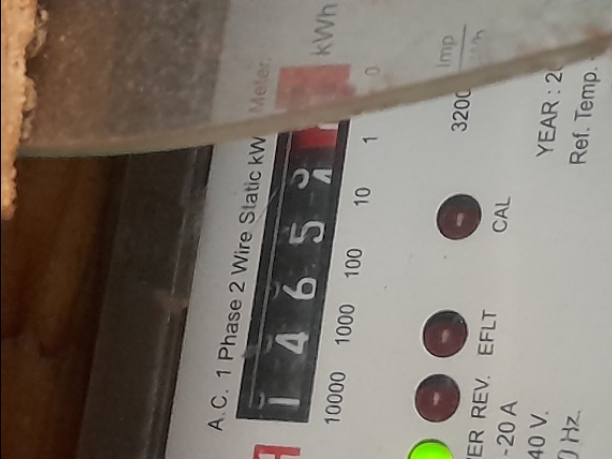 A.C. 1 Phase 2 Wire Static kW Meter.
kWh
1 4 6 5
10000 1000 100 10 1 0
Imp
3200
CAL
EFLT
REV.
-20 A
40 V.
0 Hz.
YEAR : 2
Ref. Temp.